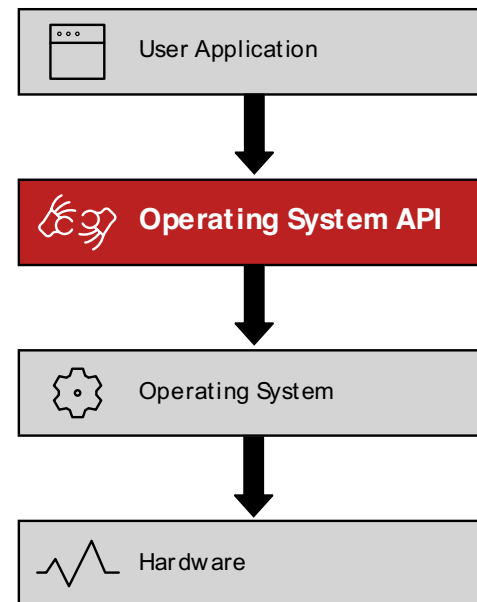 User Application
Operating System API
Operating System
Hardware